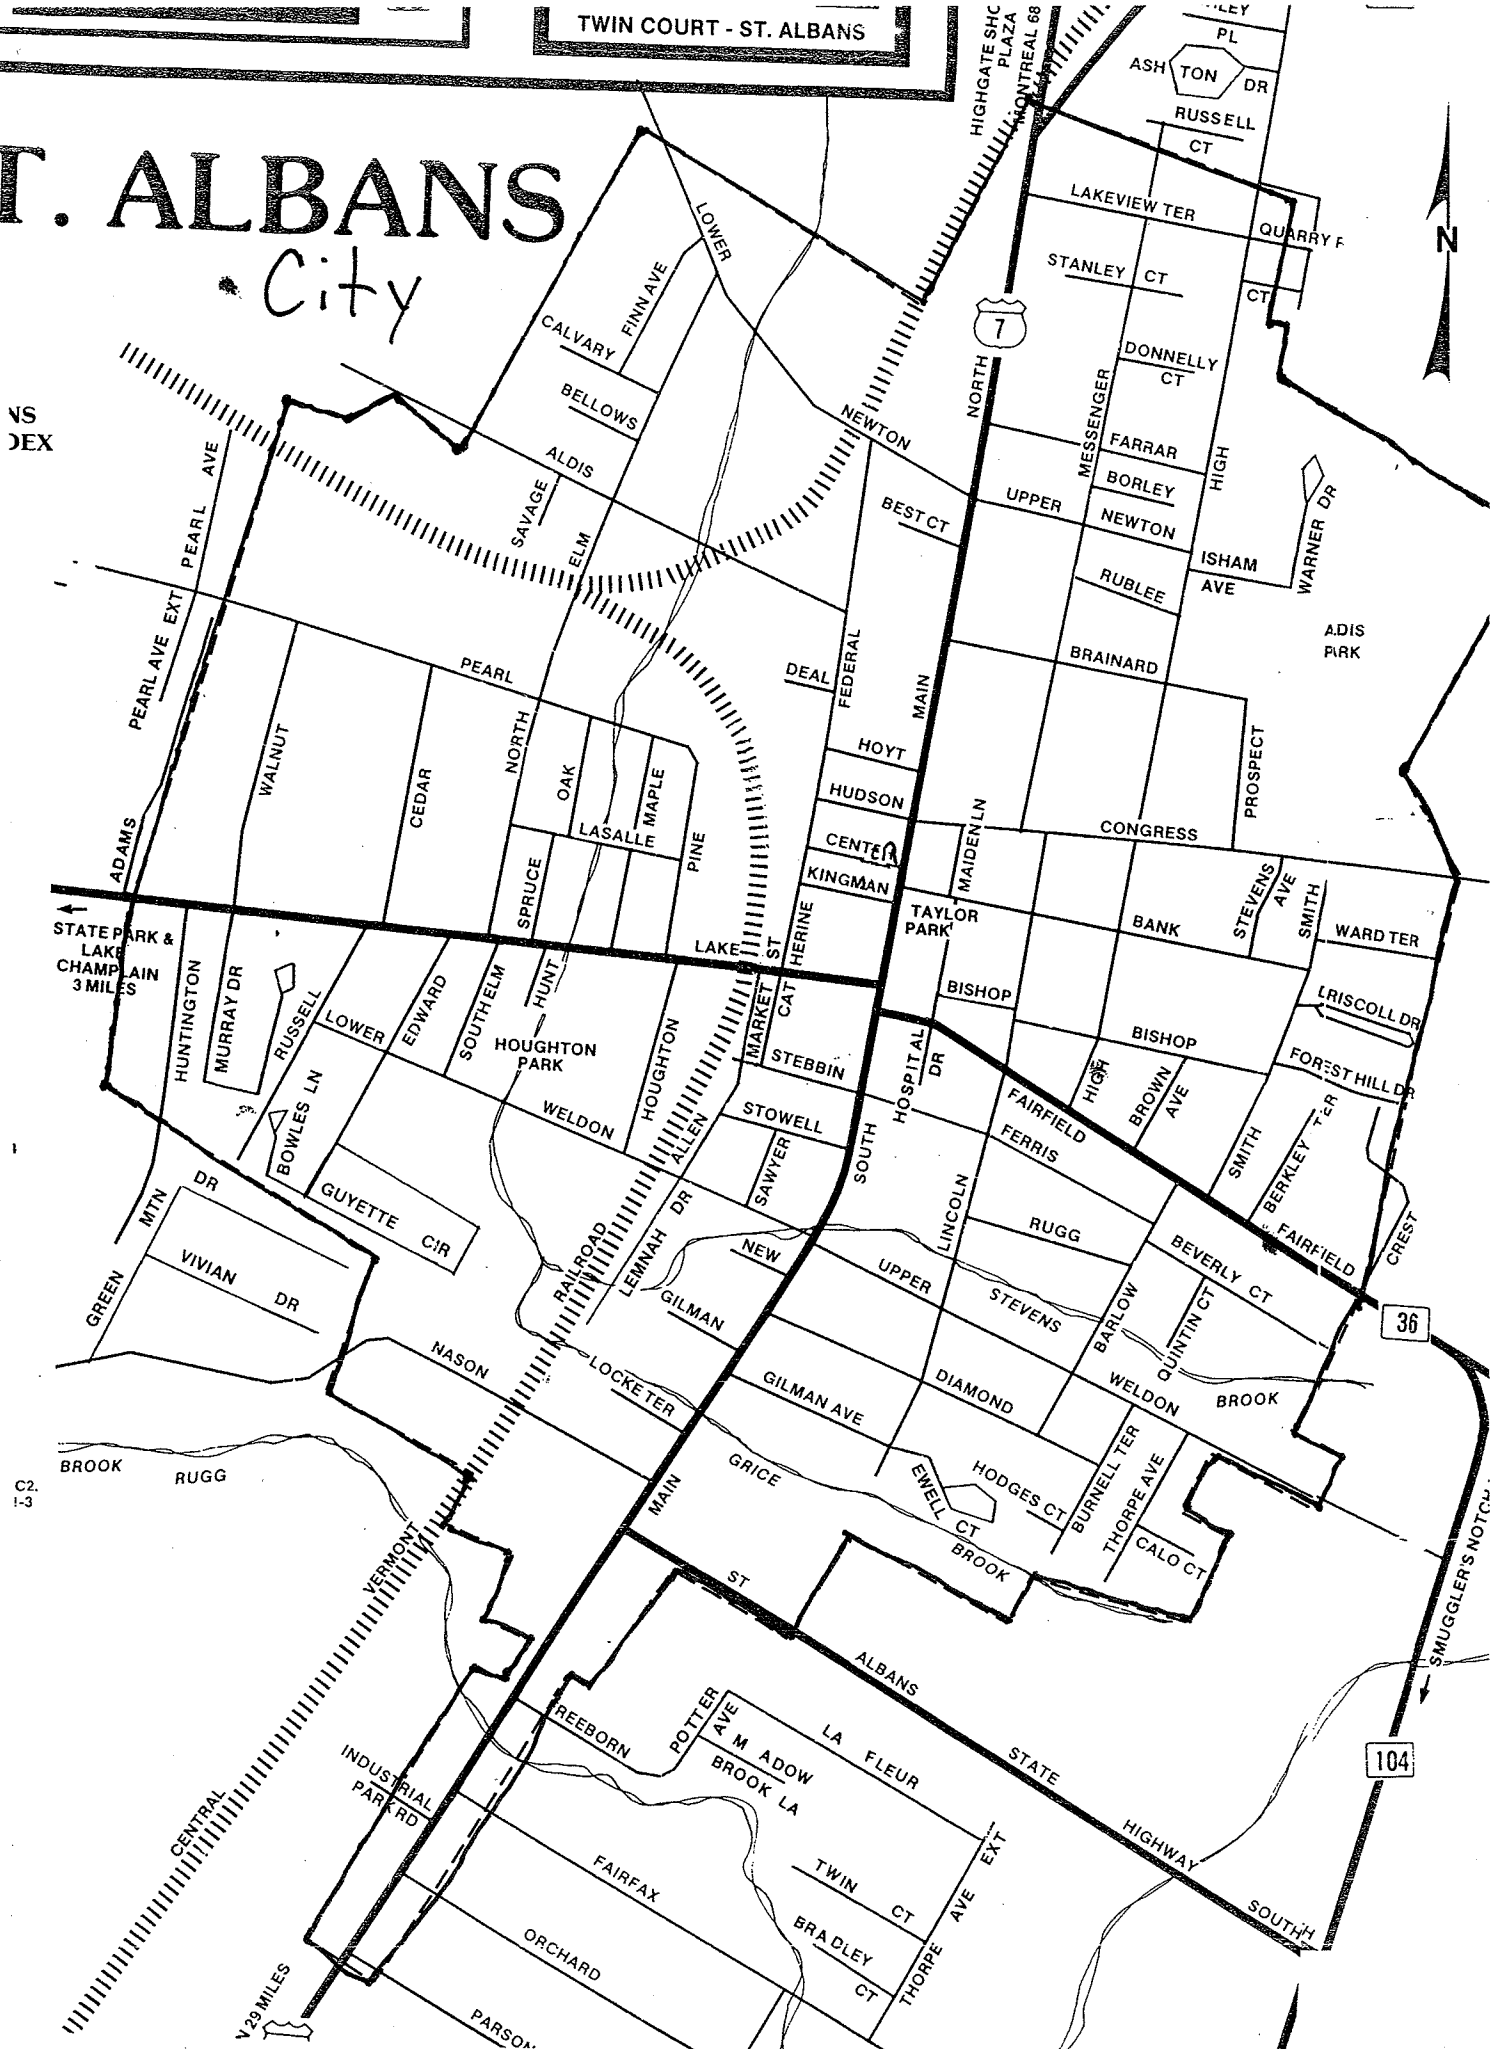 TWIN COURT - ST. ALBANS
HIGHGATE
PLAZA
MONTREAL 68
PL
ASHTON DR
RUSSELL
CT
T. ALBANS
City
LAKEVIEW TER
QUARRY
CT
N
LOWER
FINN AVE
CALVARY
BELLOWS
STANLEY CT
7
DONNELLY
CT
NORTH
MESSENGER
NEWTON
FARRAR
HIGH
BORLEY
NS
DEX
PEARL AVE
ALDIS
SAVAGE
ELM
BEST CT
UPPER NEWTON
ISHAM
AVE
WARNER DR
RUBLEE
PEARL AVE EXT
PEARL
DEAL
FEDERAL
MAIN
BRAINARD
ADIS
PARK
WALNUT
CEDAR
NORTH
OAK
MAPLE
LASALLE
PINE
HOYT
HUDSON
CENTER
KINGMAN
MAIDEN LN
CONGRESS
PROSPECT
ADAMS
SPRUCE
LAKE ST
CATHERINE
TAYLOR
PARK
BANK
STEVENS
AVE
SMITH
WARD TER
STATE PARK &
LAKE
CHAMPLAIN
3 MILES
HUNTINGTON
MURRAY DR
RUSSELL
LOWER
EDWARD
SOUTH ELM
HUNT
HOUGHTON
PARK
HOUGHTON
MARKET
STEBBIN
BISHOP
HOSPITAL
DR
BISHOP
DRISCOLL DR
FOREST HILL DR
HIGH
BROWN
AVE
BOWLES LN
WELDON
ALLEN
STOWELL
SAWYER
SOUTH
FAIRFIELD
FERRIS
SMITH
BERKLEY TER
GREEN MTN DR
VIVIAN DR
GUYETTE
CIR
RAILROAD
LEMNAH DR
NEW
LINCOLN
RUGG
BEVERLY CT
FAIRFIELD
CREST
GILMAN
UPPER
STEVENS
BARLOW
QUINTIN CT
36
NASON
LOCKE TER
GILMAN AVE
DIAMOND
WELDON
BROOK
BROOK
RUGG
C2.
MAIN
GRICE
EWELL
CT
HODGES CT
BURNELL TER
THORPE AVE
CALO CT
BROOK
VERMONT
ST
ALBANS
SMUGGLER'S NOTCH
CENTRAL
INDUSTRIAL
PARK RD
REEBORN
POTTER
AVE
M ADOW
BROOK LA
LA FLEUR
STATE
104
HIGHWAY
FAIRFAX
TWIN
CT
THORPE AVE EXT
SOUTH
ORCHARD
BRADLEY
CT
29 MILES
PARSON